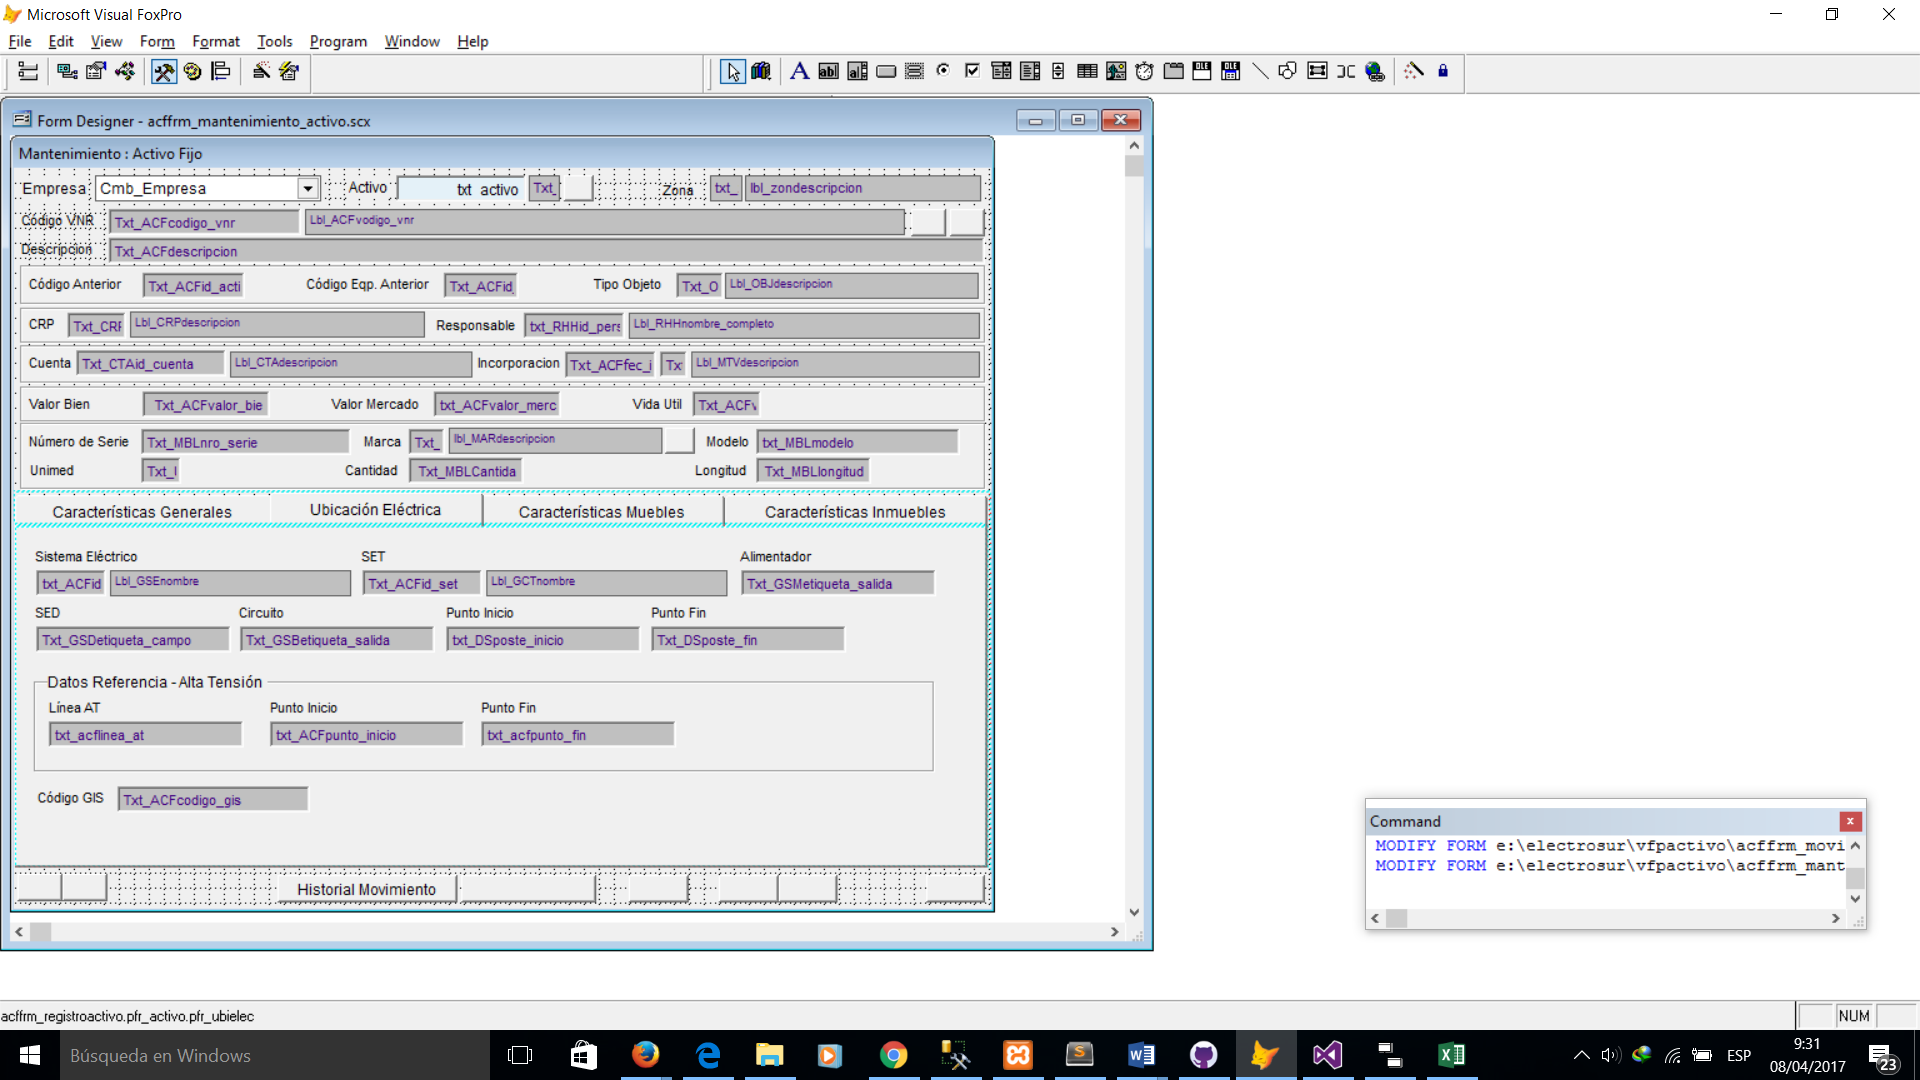 Microsoft Visual FoxPro
File Edit View Form Format Tools Program Window Help
Form Designer - acffrm_mantenimiento_activo.scx
Mantenimiento : Activo Fijo
Empresa Cmb_Empresa Activo txt_activo Txt_ Zona txt_ lbl_zondescripcion
Código VNR Txt_ACFcodigo_vnr Lbl_ACFvodigo_vnr
Descripcion Txt_ACFdescripcion
Código Anterior Txt_ACFid_acti Código Eqp. Anterior Txt_ACFid_ Tipo Objeto Txt_O Lbl_OBJdescripcion
CRP Txt_CRF Lbl_CRPdescripcion Responsable txt_RHHid_pers Lbl_RHHnombre_completo
Cuenta Txt_CTAid_cuenta Lbl_CTAdescripcion Incorporacion Txt_ACFfec_i Tx Lbl_MTVdescripcion
Valor Bien Txt_ACFvalor_bie Valor Mercado txt_ACFvalor_merc Vida Util Txt_ACFv
Número de Serie Txt_MBLnro_serie Marca Txt_ lbl_MARdescripcion Modelo txt_MBLmodelo
Unimed Txt_l Cantidad Txt_MBLCantida Longitud Txt_MBLlongitud
Características Generales Ubicación Eléctrica Características Muebles Características Inmuebles
Sistema Eléctrico SET Alimentador
txt_ACFid Lbl_GSEnombre Txt_ACFid_set Lbl_GCTnombre Txt_GSMetiqueta_salida
SED Circuito Punto Inicio Punto Fin
Txt_GSDetiqueta_campo Txt_GSBetiqueta_salida txt_DSposte_inicio Txt_DSposte_fin
Datos Referencia - Alta Tensión
Línea AT Punto Inicio Punto Fin
txt_acflinea_at txt_ACFpunto_inicio txt_acfpunto_fin
Código GIS Txt_ACFcodigo_gis
Historial Movimiento
Command
MODIFY FORM e:\electrosur\vfpactivo\acffrm_movi
MODIFY FORM e:\electrosur\vfpactivo\acffrm_mant
acffrm_registroactivo.pfr_activo.pfr_ubielec
NUM
Búsqueda en Windows
ESP
9:31
08/04/2017
23